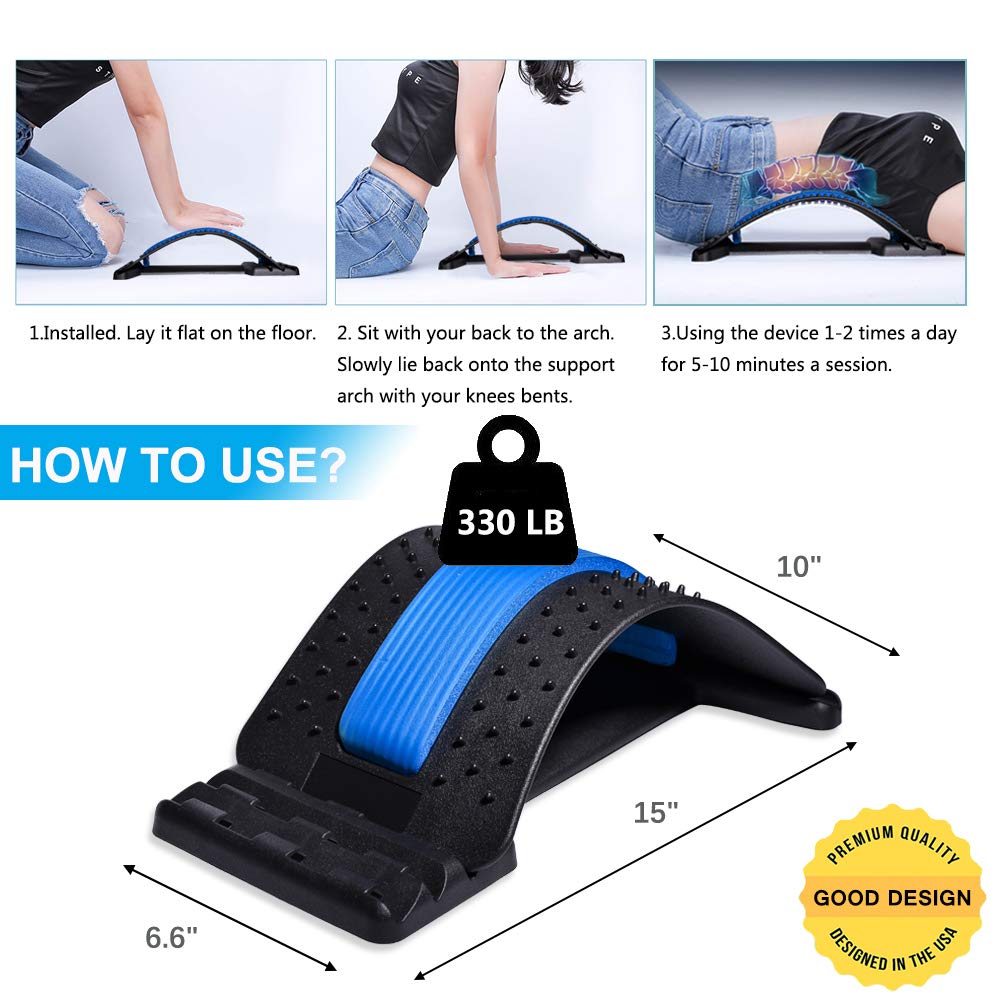 1.Installed. Lay it flat on the floor.
2. Sit with your back to the arch.
Slowly lie back onto the support
arch with your knees bents.
3.Using the device 1-2 times a day
for 5-10 minutes a session.
HOW TO USE?
330 LB
10"
15"
6.6"
PREMIUM QUALITY
GOOD DESIGN
DESIGNED IN THE USA